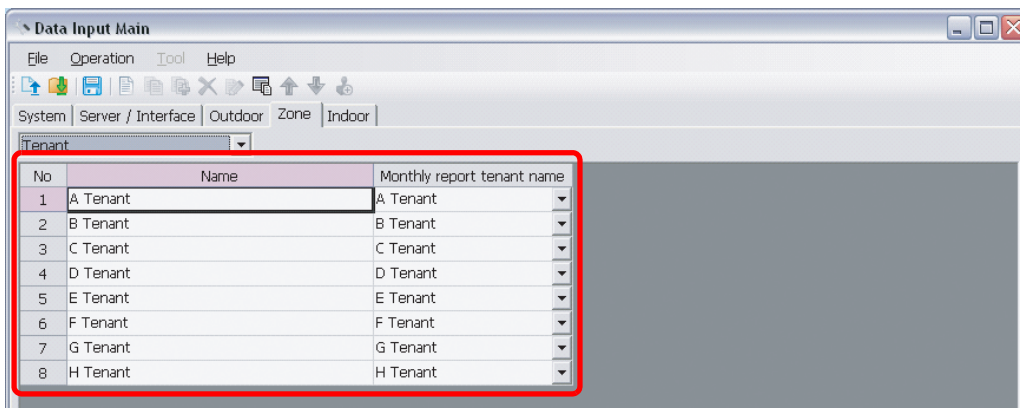 Data Input Main
File Operation Tool Help
System Server / Interface Outdoor Zone Indoor
Tenant
No Name Monthly report tenant name
1 A Tenant A Tenant
2 B Tenant B Tenant
3 C Tenant C Tenant
4 D Tenant D Tenant
5 E Tenant E Tenant
6 F Tenant F Tenant
7 G Tenant G Tenant
8 H Tenant H Tenant